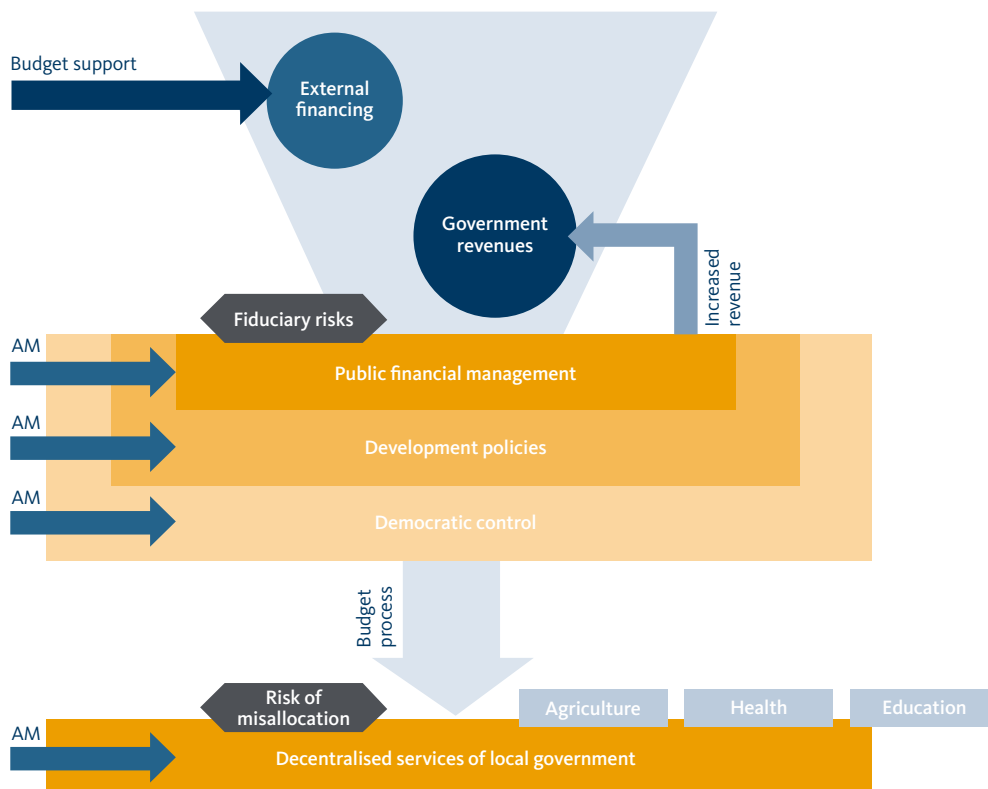 Budget support
External
financing
Government
revenues
Increased
revenue
Fiduciary risks
AM
Public financial management
AM
Development policies
AM
Democratic control
Budget
process
Risk of
misallocation
Agriculture
Health
Education
AM
Decentralised services of local government